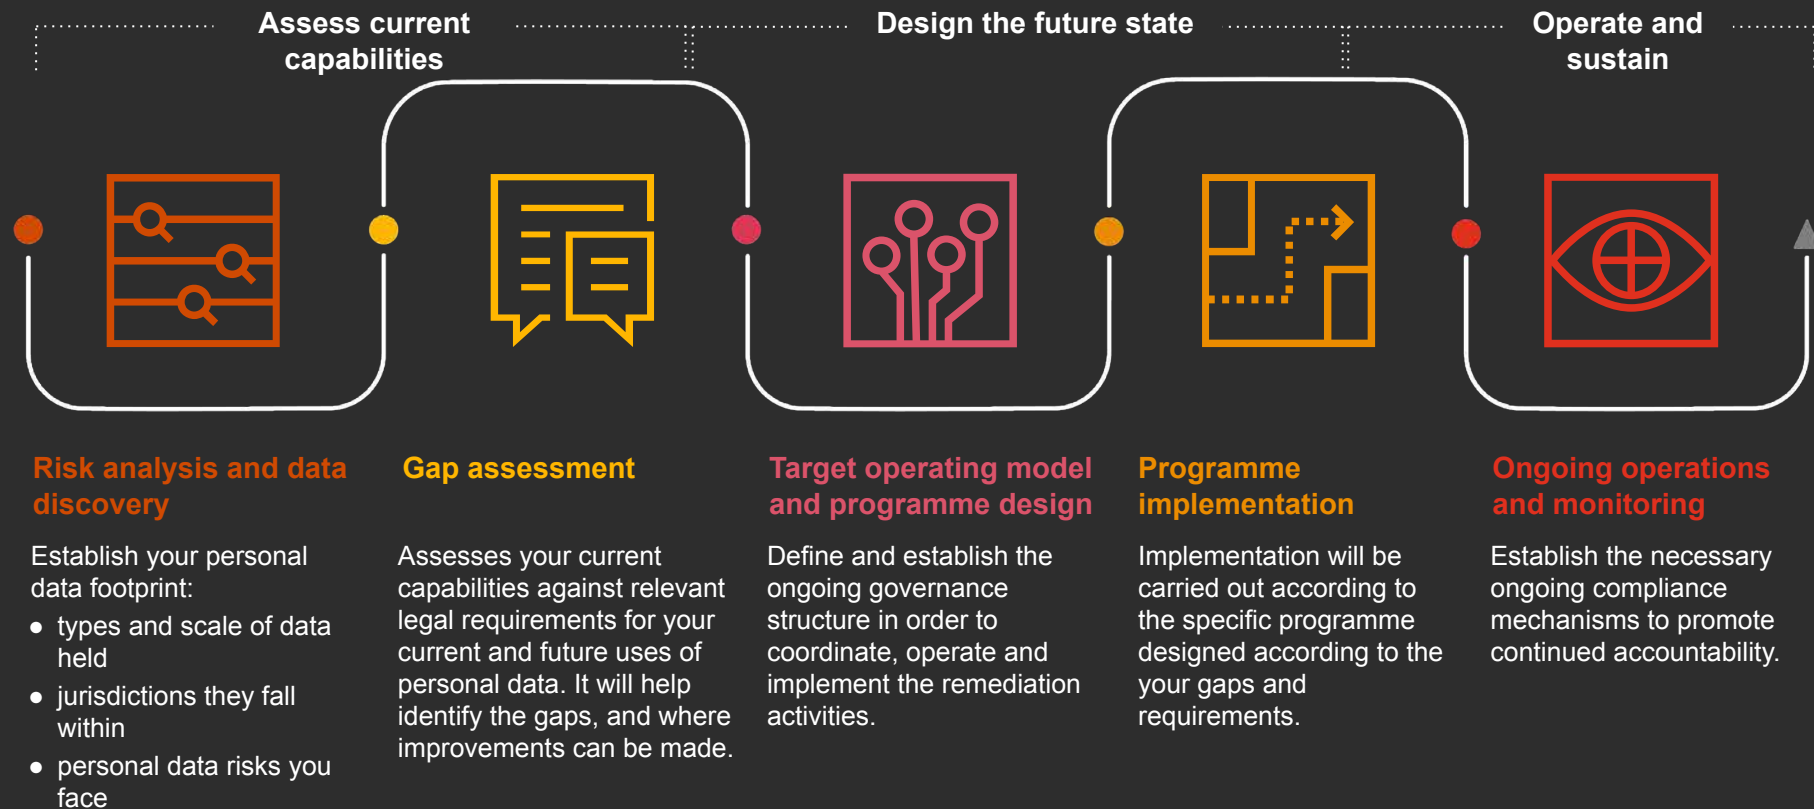 Assess current
capabilities
Design the future state
Operate and
sustain
Risk analysis and data
discovery
Establish your personal
data footprint:
● types and scale of data
held
● jurisdictions they fall
within
● personal data risks you
face
Gap assessment
Assesses your current
capabilities against relevant
legal requirements for your
current and future uses of
personal data. It will help
identify the gaps, and where
improvements can be made.
Target operating model
and programme design
Define and establish the
ongoing governance
structure in order to
coordinate, operate and
implement the remediation
activities.
Programme
implementation
Implementation will be
carried out according to
the specific programme
designed according to the
your gaps and
requirements.
Ongoing operations
and monitoring
Establish the necessary
ongoing compliance
mechanisms to promote
continued accountability.